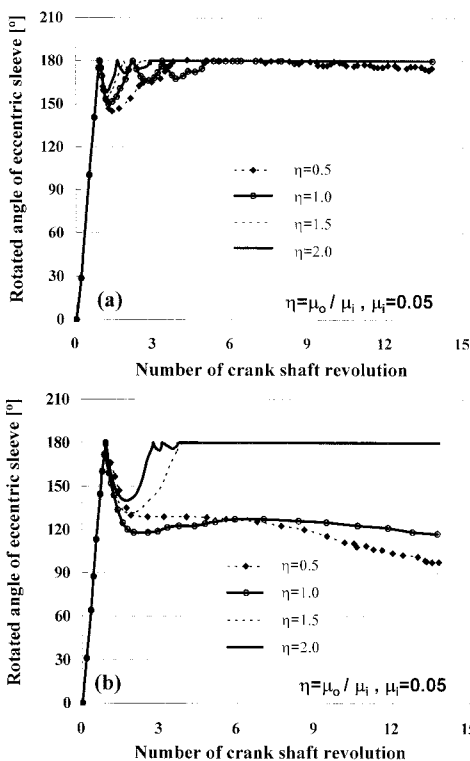 Rotated angle of eccentric sleeve [°]
210
180
150
120
90
60
30
0
η=0.5
η=1.0
η=1.5
η=2.0
(a)
η=μo / μi , μi=0.05
0 3 6 9 12 15
Number of crank shaft revolution
Rotated angle of eccentric sleeve [°]
210
180
150
120
90
60
30
0
η=0.5
η=1.0
η=1.5
η=2.0
(b)
η=μo / μi , μi=0.05
0 3 6 9 12 15
Number of crank shaft revolution